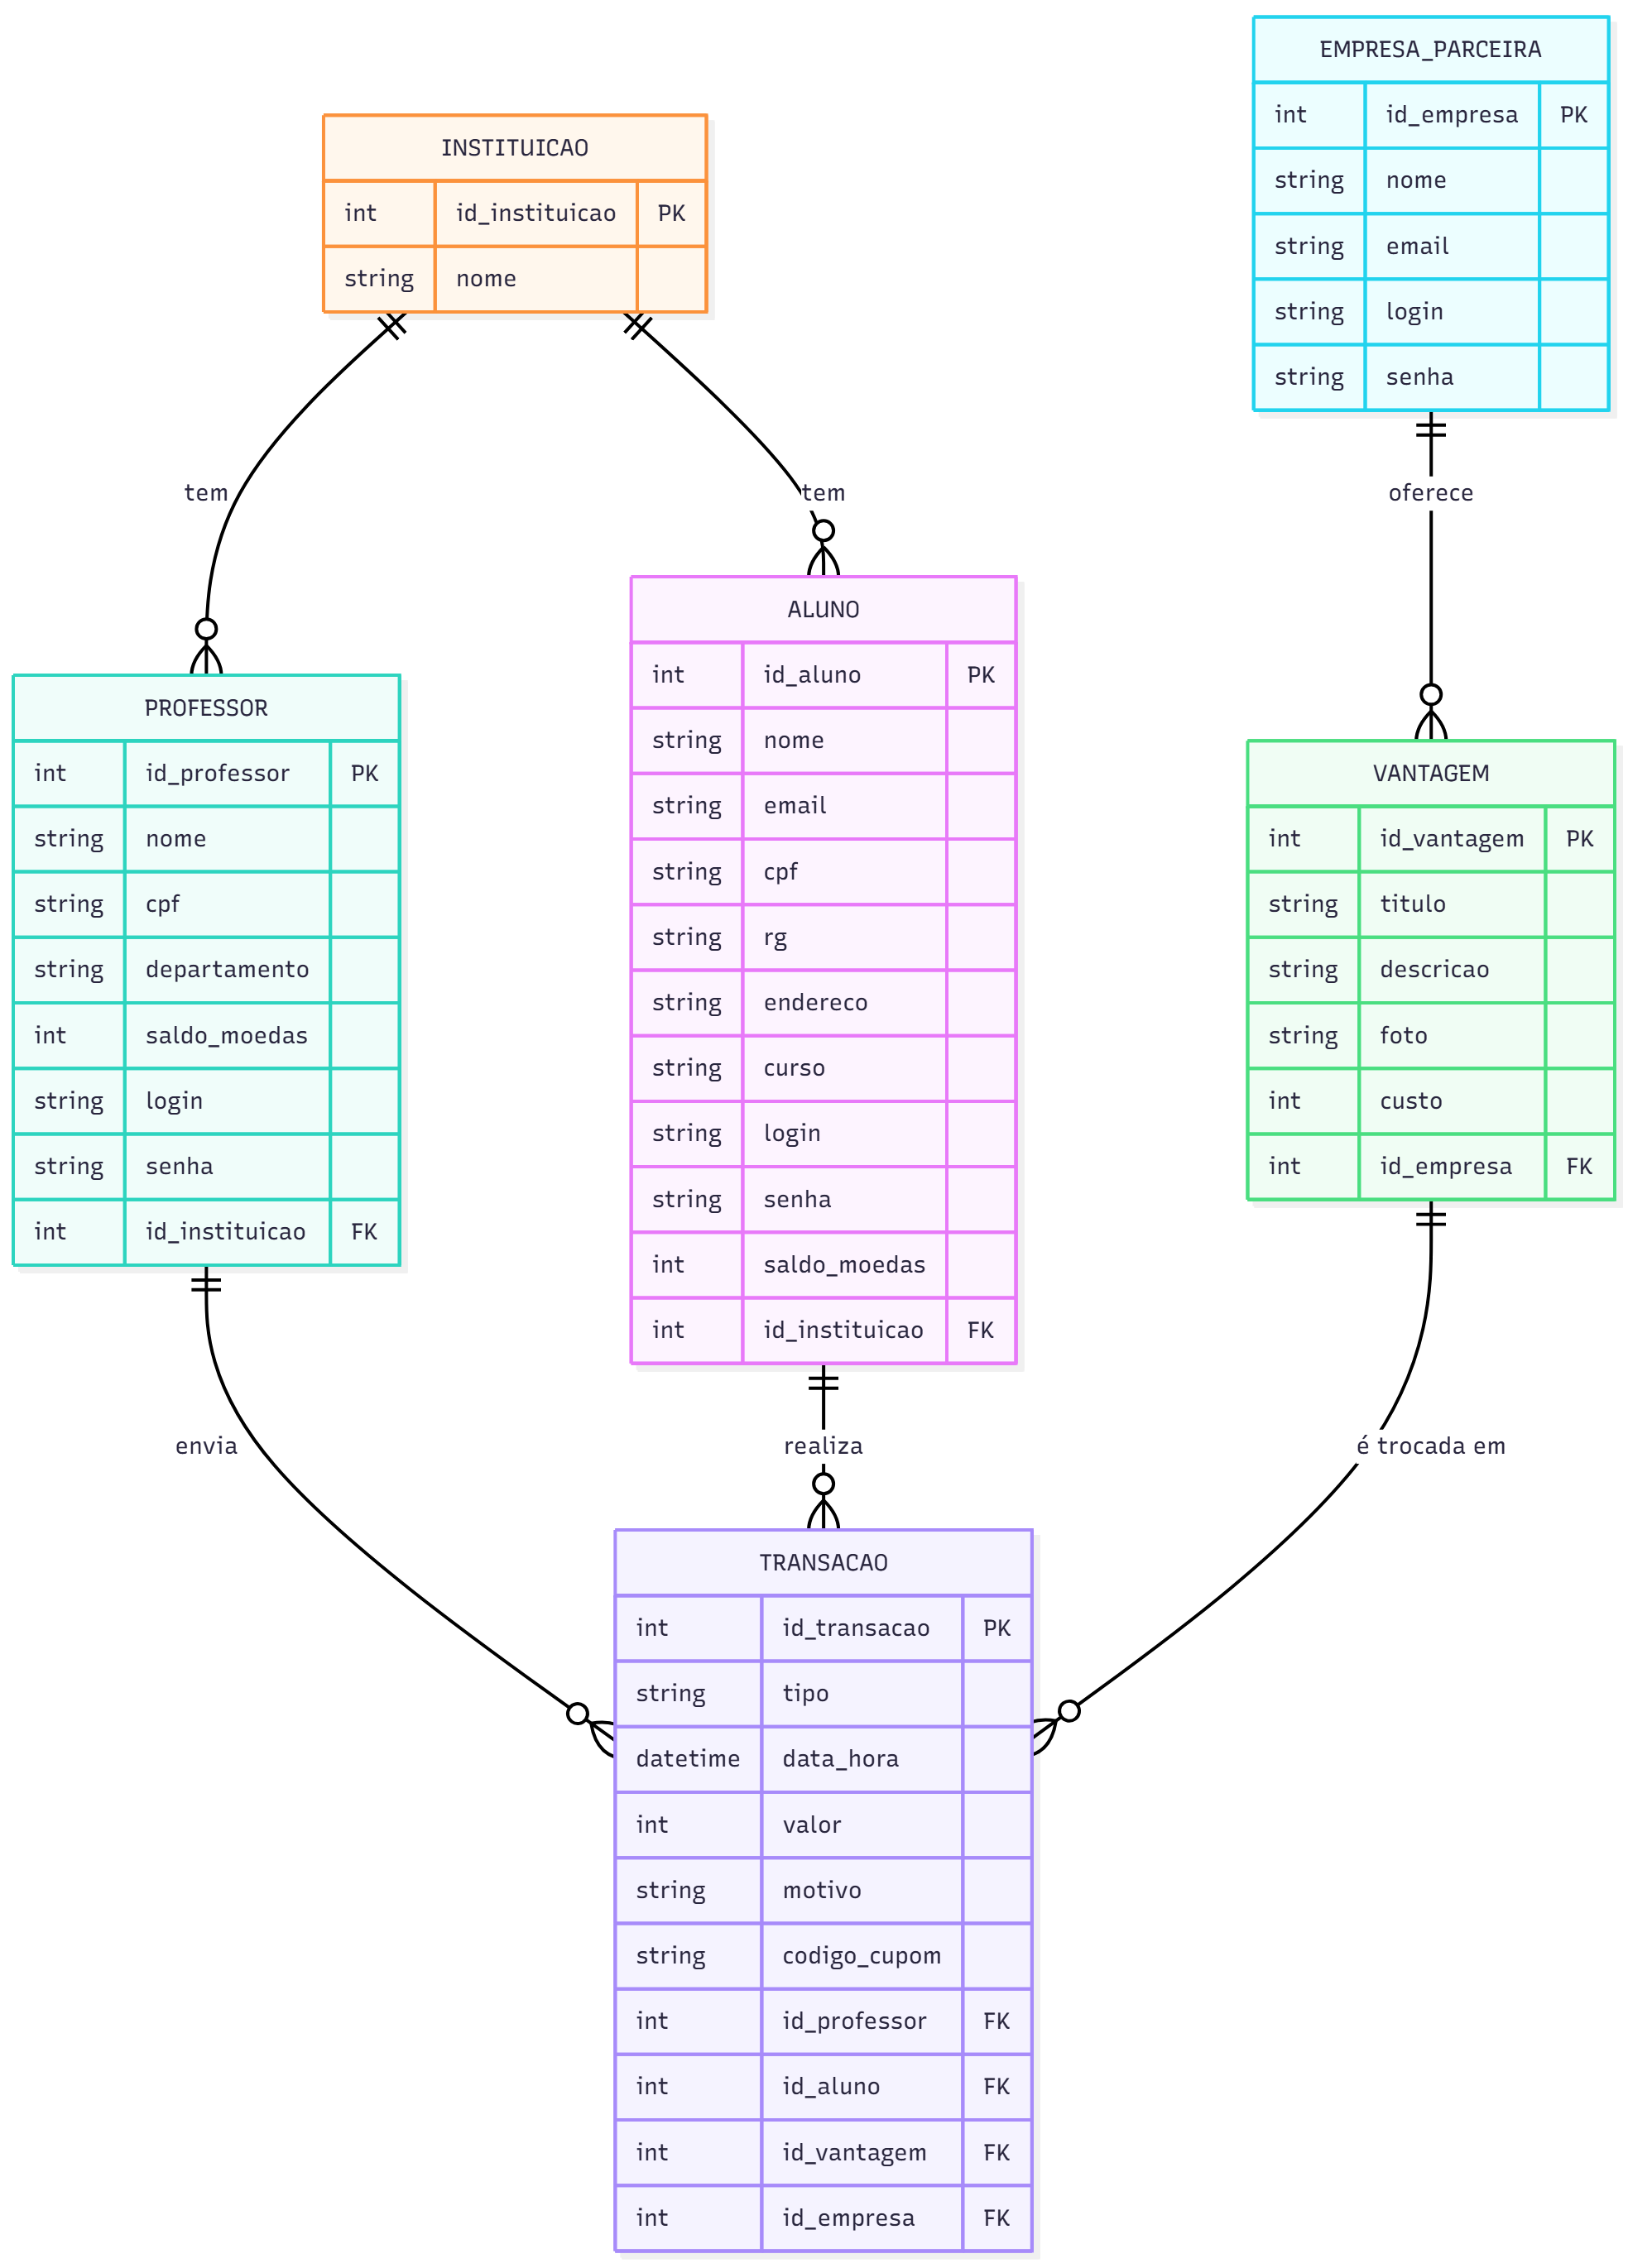 EMPRESA_PARCEIRA
int id_empresa PK
string nome
string email
string login
string senha
INSTITUICAO
int id_instituicao PK
string nome
tem
tem
oferece
PROFESSOR
int id_professor PK
string nome
string cpf
string departamento
int saldo_moedas
string login
string senha
int id_instituicao FK
ALUNO
int id_aluno PK
string nome
string email
string cpf
string rg
string endereco
string curso
string login
string senha
int saldo_moedas
int id_instituicao FK
VANTAGEM
int id_vantagem PK
string titulo
string descricao
string foto
int custo
int id_empresa FK
envia
realiza
é trocada em
TRANSACAO
int id_transacao PK
string tipo
datetime data_hora
int valor
string motivo
string codigo_cupom
int id_professor FK
int id_aluno FK
int id_vantagem FK
int id_empresa FK